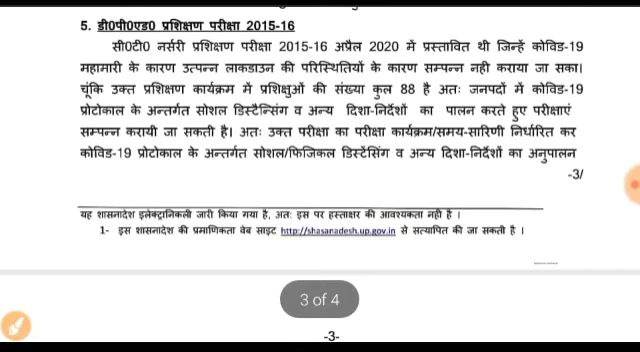 5. डी0पी0एड0 प्रशिक्षण परीक्षा 2015-16
सी0टी0 नर्सरी प्रशिक्षण परीक्षा 2015-16 अप्रैल 2020 में प्रस्तावित थी जिन्हें कोविड-19
महामारी के कारण उत्पन्न लाकडाउन की परिस्थितियों के कारण सम्पन्न नही कराया जा सका।
चूंकि उक्त प्रशिक्षण कार्यक्रम में प्रशिक्षुओं की संख्या कुल 88 है अतः जनपदों में कोविड-19
प्रोटोकाल के अन्तर्गत सोशल डिस्टैन्सिंग व अन्य दिशा-निर्देशों का पालन करते हुए परीक्षाएं
सम्पन्न करायी जा सकती है। अतः उक्त परीक्षा का परीक्षा कार्यक्रम/समय-सारिणी निर्धारित कर
कोविड-19 प्रोटोकाल के अन्तर्गत सोशल/फिजिकल डिस्टेंसिंग व अन्य दिशा-निर्देशों का अनुपालन
-3/
यह शासनादेश इलेक्ट्रानिकली जारी किया गया है, अतः इस पर हस्ताक्षर की आवश्यकता नही है ।
1- इस शासनादेश की प्रमाणिकता वेब साइट http://shasanadesh.up.gov.in से सत्यापित की जा सकती है ।
3 of 4
-3-